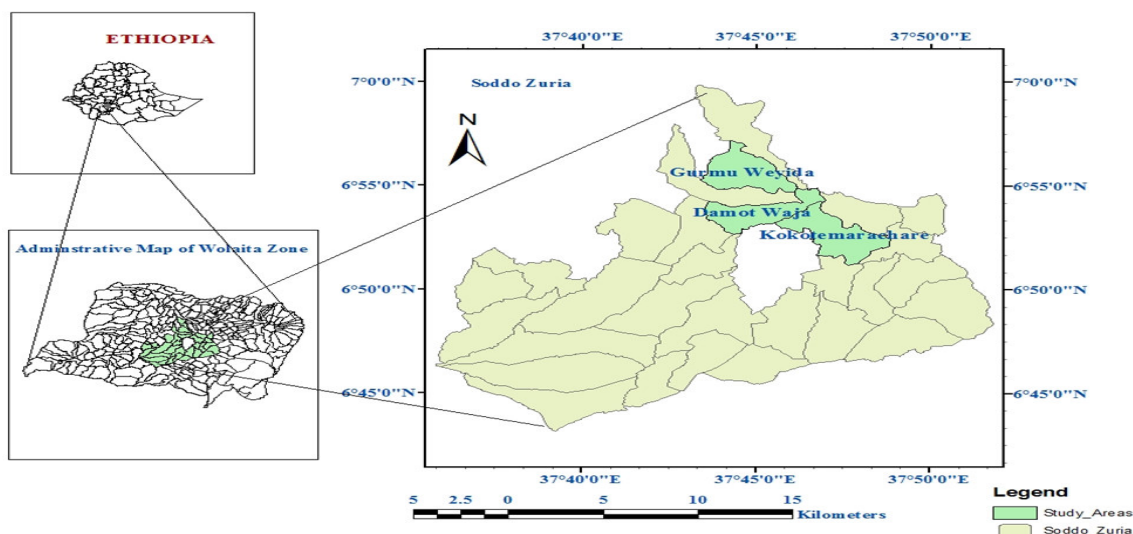 ETHIOPIA
Adminstrative Map of Wolaita Zone
37°40'0"E 37°45'0"E 37°50'0"E
7°0'0"N Soddo Zuria 7°0'0"N
N
Gurmu Weyida
6°55'0"N 6°55'0"N
Damot Waja
Kokotemarachare
6°50'0"N 6°50'0"N
6°45'0"N 6°45'0"N
37°40'0"E 37°45'0"E 37°50'0"E
5 2.5 0 5 10 15
Kilometers
Legend
Study_Areas
Soddo_Zuria